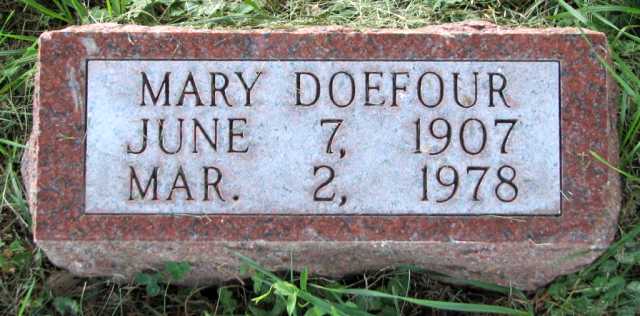 MARY DOEFOUR
JUNE 7, 1907
MAR. 2, 1978